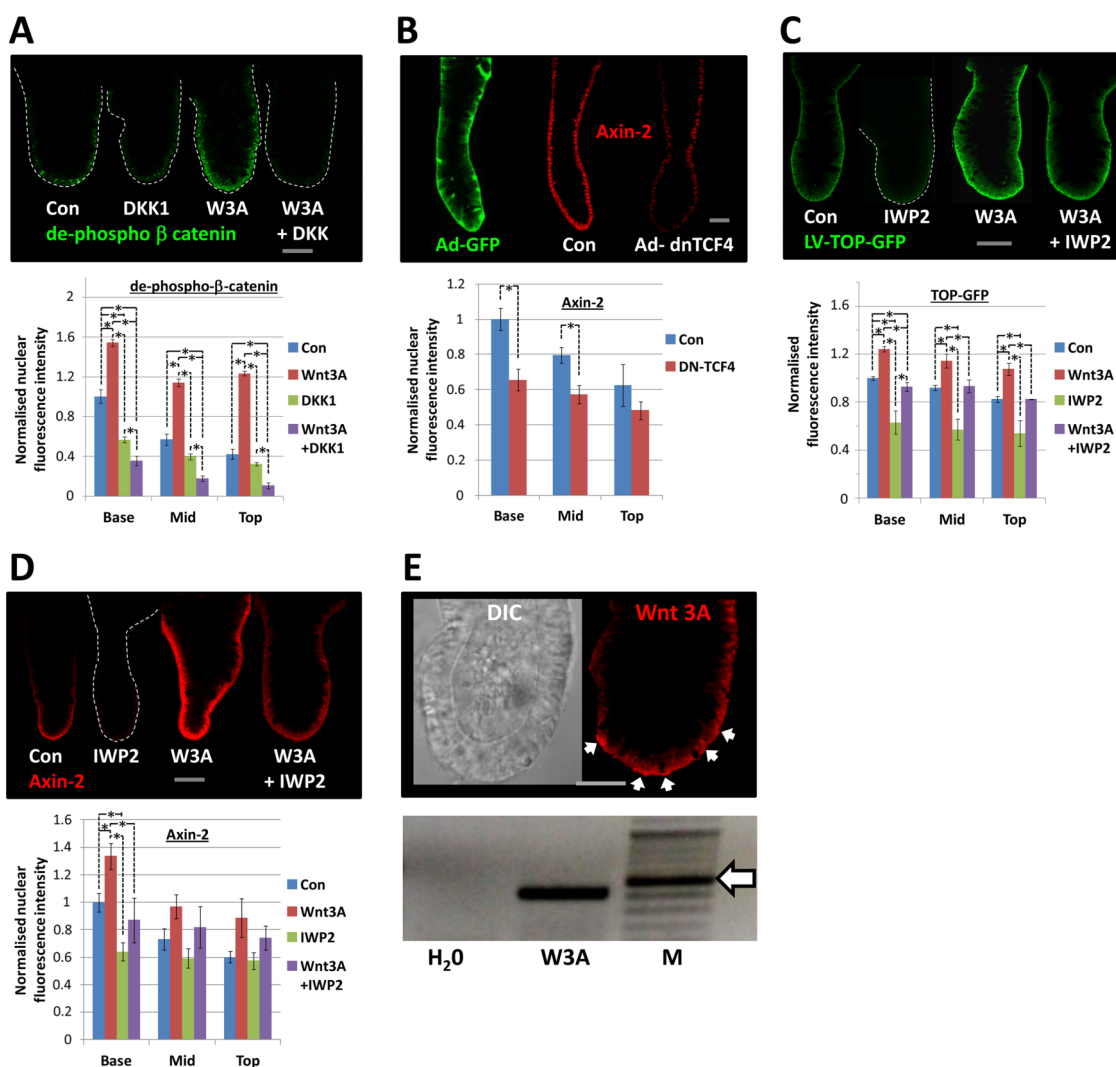 A
Con DKK1 W3A W3A
de-phospho β catenin + DKK
de-phospho-β-catenin
Normalised nuclear
fluorescence intensity
2
1.6
1.2
0.8
0.4
0
Base Mid Top
Con
Wnt3A
DKK1
Wnt3A
+DKK1
B
Axin-2
Ad-GFP Con Ad- dnTCF4
Axin-2
Normalised nuclear
fluorescence intensity
1.2
1
0.8
0.6
0.4
0.2
0
Base Mid Top
Con
DN-TCF4
C
Con IWP2 W3A W3A
LV-TOP-GFP + IWP2
TOP-GFP
Normalised nuclear
fluorescence intensity
1.6
1.2
0.8
0.4
0
Base Mid Top
Con
Wnt3A
IWP2
Wnt3A
+IWP2
D
Con IWP2 W3A W3A
Axin-2 + IWP2
Axin-2
Normalised nuclear
fluorescence intensity
1.6
1.4
1.2
1
0.8
0.6
0.4
0.2
0
Base Mid Top
Con
Wnt3A
IWP2
Wnt3A
+IWP2
E
DIC Wnt 3A
H₂0 W3A M